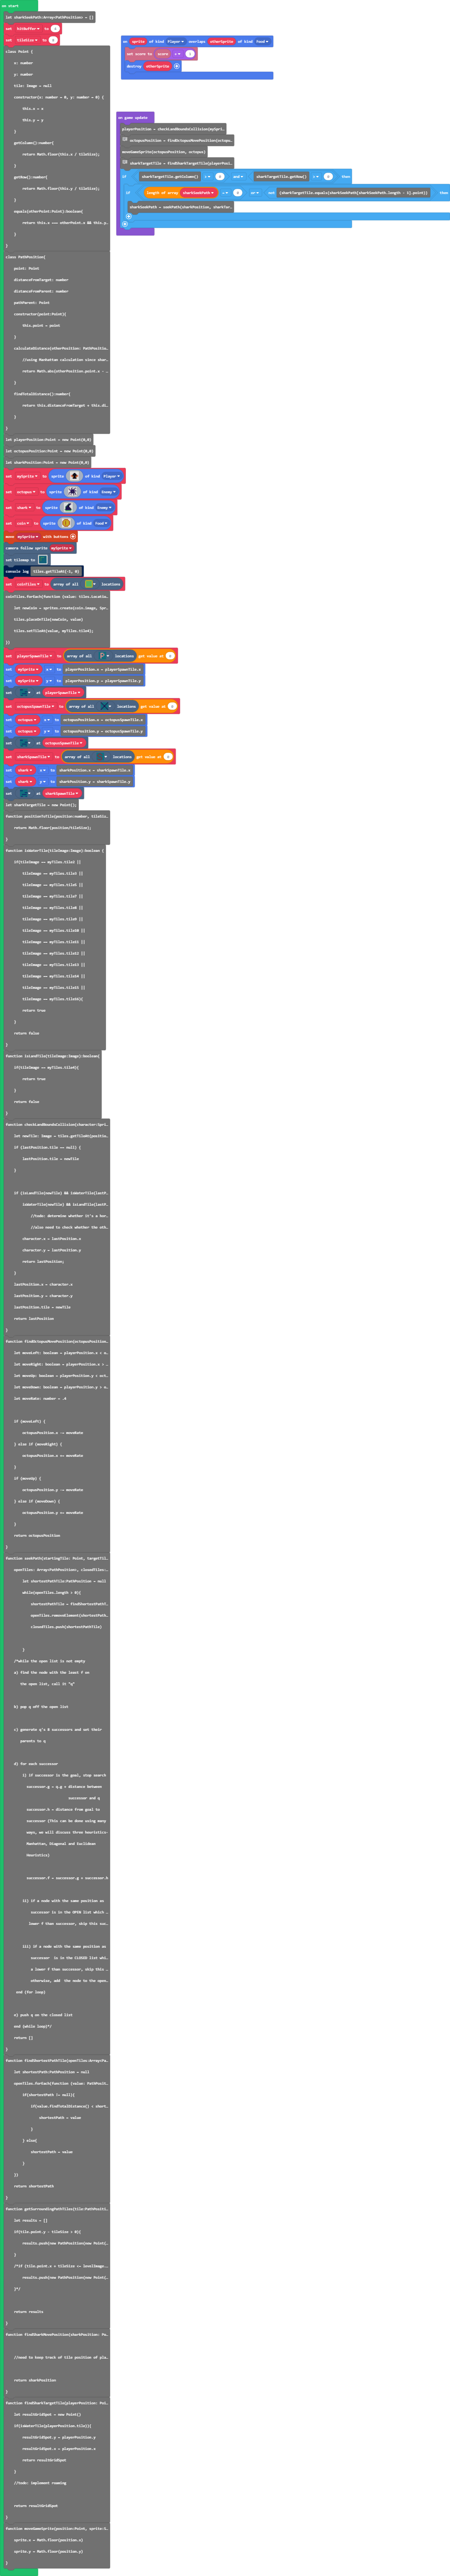 on start
let sharkSeekPath:Array<PathPosition> = []
set hitBuffer to
set tileSize to
class Point {
x: number
y: number
tile: Image = null
constructor(x: number = 0, y: number = 0) {
this.x = x
this.y = y
}
getColumn():number{
return Math.floor(this.x / tileSize);
}
getRow():number{
return Math.floor(this.y / tileSize);
}
equals(otherPoint:Point):boolean{
return this.x === otherPoint.x && this.y…
}
}
class PathPosition{
point: Point
distanceFromTarget: number
distanceFromParent: number
pathParent: Point
constructor(point:Point){
this.point = point
}
calculateDistance(otherPosition: PathPositio…
//using Manhattan calculation since shar…
return Math.abs(otherPosition.point.x - …
}
findTotalDistance():number{
return this.distanceFromTarget + this.di…
}
}
let playerPosition:Point = new Point(0,0)
let octopusPosition:Point = new Point(0,0)
let sharkPosition:Point = new Point(0,0)
set mySprite to sprite of kind Player
set octopus to sprite of kind Enemy
set shark to sprite of kind Enemy
set coin to sprite of kind Food
move mySprite with buttons
camera follow sprite mySprite
set tilemap to
console log tiles.getTileAt(-1, 0)
set coinTiles to array of all locations
coinTiles.forEach(function (value: tiles.Locatio…
let newCoin = sprites.create(coin.image, Spr…
tiles.placeOnTile(newCoin, value)
tiles.setTileAt(value, myTiles.tile4);
})
set playerSpawnTile to array of all locations get value at 0
set mySprite x to playerPosition.x = playerSpawnTile.x
set mySprite y to playerPosition.y = playerSpawnTile.y
set at playerSpawnTile
set octopusSpawnTile to array of all locations get value at 0
set octopus x to octopusPosition.x = octopusSpawnTile.x
set octopus y to octopusPosition.y = octopusSpawnTile.y
set at octopusSpawnTile
set sharkSpawnTile to array of all locations get value at 0
set shark x to sharkPosition.x = sharkSpawnTile.x
set shark y to sharkPosition.y = sharkSpawnTile.y
set at sharkSpawnTile
let sharkTargetTile = new Point();
function positionToTile(position:number, tileSiz…
return Math.floor(position/tileSize);
}
function isWaterTile(tileImage:Image):boolean {
if(tileImage == myTiles.tile1 ||
tileImage == myTiles.tile3 ||
tileImage == myTiles.tile5 ||
tileImage == myTiles.tile7 ||
tileImage == myTiles.tile8 ||
tileImage == myTiles.tile9 ||
tileImage == myTiles.tile10 ||
tileImage == myTiles.tile11 ||
tileImage == myTiles.tile12 ||
tileImage == myTiles.tile13 ||
tileImage == myTiles.tile14 ||
tileImage == myTiles.tile15 ||
tileImage == myTiles.tile16){
return true
}
return false
}
function isLandTile(tileImage:Image):boolean{
if(tileImage == myTiles.tile4){
return true
}
return false
}
function checkLandBoundsCollision(character:Spri…
let newTile: Image = tiles.getTileAt(positio…
if (lastPosition.tile == null) {
lastPosition.tile = newTile
}
if (isLandTile(newTile) && isWaterTile(lastP…
isWaterTile(newTile) && isLandTile(lastP…
//todo: determine whether it's a hor…
//also need to check whether the oth…
character.x = lastPosition.x
character.y = lastPosition.y
return lastPosition;
}
lastPosition.x = character.x
lastPosition.y = character.y
lastPosition.tile = newTile
return lastPosition
}
function findOctopusMovePosition(octopusPosition…
let moveLeft: boolean = playerPosition.x < o…
let moveRight: boolean = playerPosition.x > …
let moveUp: boolean = playerPosition.y < oct…
let moveDown: boolean = playerPosition.y > o…
let moveRate: number = .4
if (moveLeft) {
octopusPosition.x -= moveRate
} else if (moveRight) {
octopusPosition.x += moveRate
}
if (moveUp) {
octopusPosition.y -= moveRate
} else if (moveDown) {
octopusPosition.y += moveRate
}
return octopusPosition
}
function seekPath(startingTile: Point, targetTil…
openTiles: Array<PathPosition>, closedTiles:…
let shortestPathTile:PathPosition = null
while(openTiles.length > 0){
shortestPathTile = findShortestPathT…
openTiles.removeElement(shortestPath…
closedTiles.push(shortestPathTile)
}
/*while the open list is not empty
a) find the node with the least f on
the open list, call it "q"
b) pop q off the open list
c) generate q's 8 successors and set their
parents to q
d) for each successor
i) if successor is the goal, stop search
successor.g = q.g + distance between
successor and q
successor.h = distance from goal to
successor (This can be done using many
ways, we will discuss three heuristics-
Manhattan, Diagonal and Euclidean
Heuristics)
successor.f = successor.g + successor.h
ii) if a node with the same position as
successor is in the OPEN list which …
lower f than successor, skip this suc…
iii) if a node with the same position as
successor is in the CLOSED list whi…
a lower f than successor, skip this …
otherwise, add the node to the open…
end (for loop)
e) push q on the closed list
end (while loop)*/
return []
}
function findShortestPathTile(openTiles:Array<Pa…
let shortestPath:PathPosition = null
openTiles.forEach(function (value: PathPosit…
if(shortestPath != null){
if(value.findTotalDistance() < short…
shortestPath = value
}
} else{
shortestPath = value
}
})
return shortestPath
}
function getSurroundingPathTiles(tile:PathPositi…
let results = []
if(tile.point.y - tileSize > 0){
results.push(new PathPosition(new Point(…
}
/*if (tile.point.x + tileSize <= levelImage.…
results.push(new PathPosition(new Point(…
}*/
return results
}
function findSharkMovePosition(sharkPosition: Po…
//need to keep track of tile position of pla…
return sharkPosition
}
function findSharkTargetTile(playerPosition: Poi…
let resultGridSpot = new Point()
if(isWaterTile(playerPosition.tile)){
resultGridSpot.y = playerPosition.y
resultGridSpot.x = playerPosition.x
return resultGridSpot
}
//todo: implement roaming
return resultGridSpot
}
function moveGameSprite(position:Point, sprite:S…
sprite.x = Math.floor(position.x)
sprite.y = Math.floor(position.y)
}
on sprite of kind Player overlaps otherSprite of kind Food
set score to score + 1
destroy otherSprite
on game update
playerPosition = checkLandBoundsCollision(mySpri…
octopusPosition = findOctopusMovePosition(octopu…
moveGameSprite(octopusPosition, octopus)
sharkTargetTile = findSharkTargetTile(playerPosi…
if sharkTargetTile.getColumn() > 0 and sharkTargetTile.getRow() > 0 then
if length of array sharkSeekPath = 0 or not (sharkTargetTile.equals(sharkSeekPath[sharkSeekPath.length - 1].point)) then
sharkSeekPath = seekPath(sharkPosition, sharkTar…